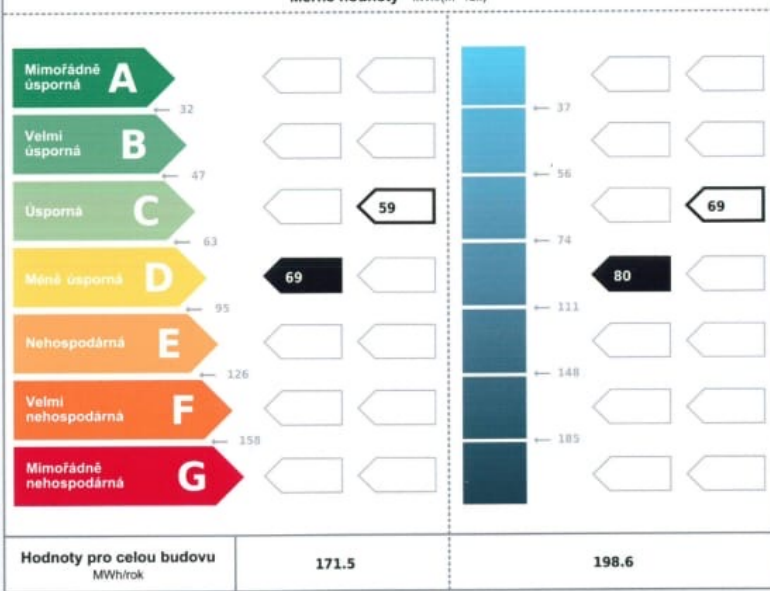 Měrné hodnoty
Mimořádně
úsporná A
32
37
Velmi
úsporná B
47
56
Úsporná C
59
69
63
74
Méně úsporná D
69
80
95
111
Nehospodárná E
126
148
Velmi
nehospodárná F
158
185
Mimořádně
nehospodárná G
Hodnoty pro celou budovu
MWh/rok
171.5
198.6